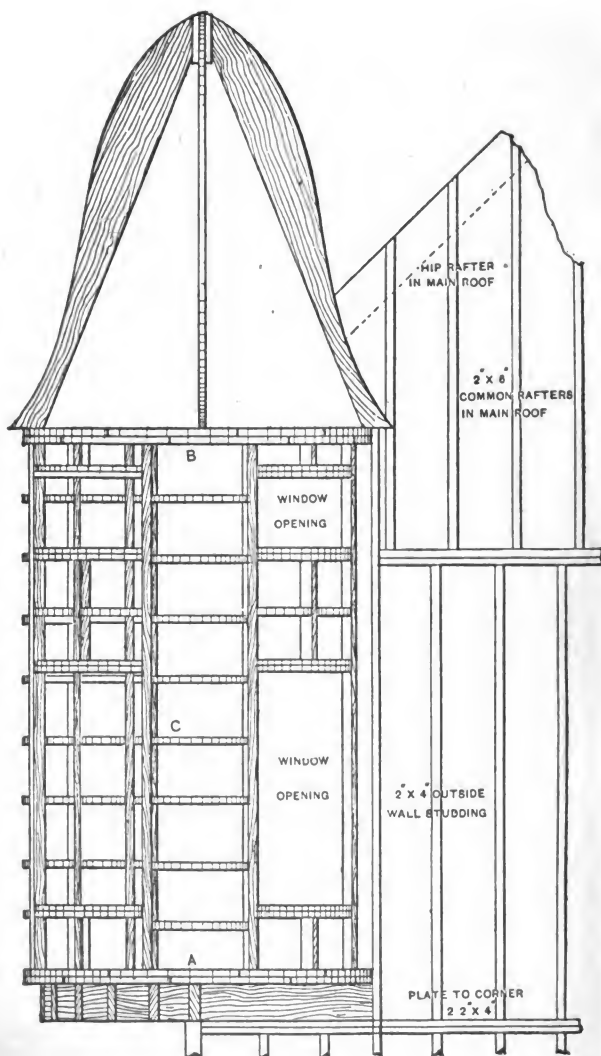 HIP RAFTER
IN MAIN ROOF
2" X 6"
COMMON RAFTERS
IN MAIN ROOF
B
WINDOW
OPENING
C
WINDOW
OPENING
2" X 4" OUTSIDE
WALL STUDDING
A
PLATE TO CORNER
2 2" X 4"